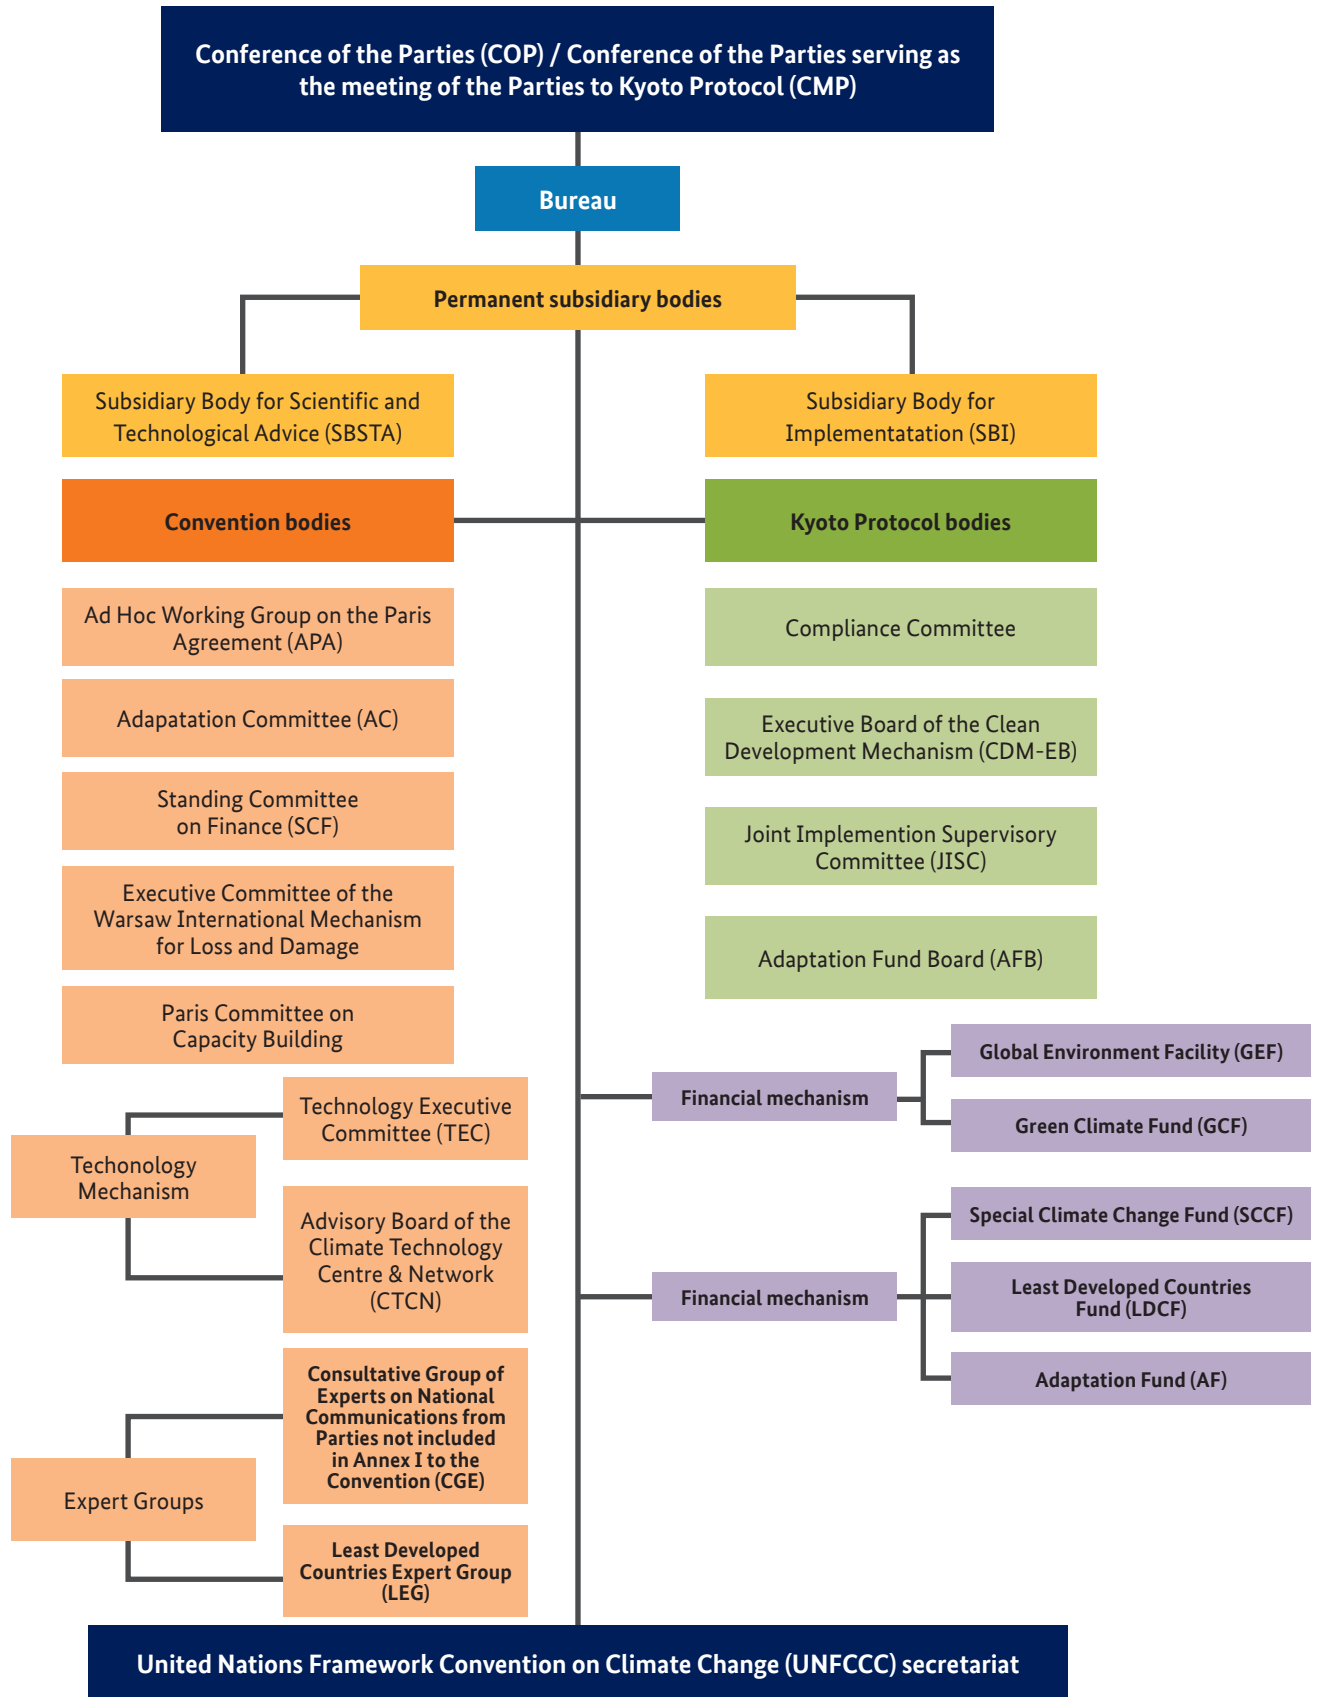 Conference of the Parties (COP) / Conference of the Parties serving as
the meeting of the Parties to Kyoto Protocol (CMP)
Bureau
Permanent subsidiary bodies
Subsidiary Body for Scientific and
Technological Advice (SBSTA)
Subsidiary Body for
Implementatation (SBI)
Convention bodies
Kyoto Protocol bodies
Ad Hoc Working Group on the Paris
Agreement (APA)
Adapatation Committee (AC)
Standing Committee
on Finance (SCF)
Executive Committee of the
Warsaw International Mechanism
for Loss and Damage
Paris Committee on
Capacity Building
Compliance Committee
Executive Board of the Clean
Development Mechanism (CDM-EB)
Joint Implemention Supervisory
Committee (JISC)
Adaptation Fund Board (AFB)
Techonology
Mechanism
Technology Executive
Committee (TEC)
Advisory Board of the
Climate Technology
Centre & Network
(CTCN)
Expert Groups
Consultative Group of
Experts on National
Communications from
Parties not included
in Annex I to the
Convention (CGE)
Least Developed
Countries Expert Group
(LEG)
Financial mechanism
Global Environment Facility (GEF)
Green Climate Fund (GCF)
Financial mechanism
Special Climate Change Fund (SCCF)
Least Developed Countries
Fund (LDCF)
Adaptation Fund (AF)
United Nations Framework Convention on Climate Change (UNFCCC) secretariat